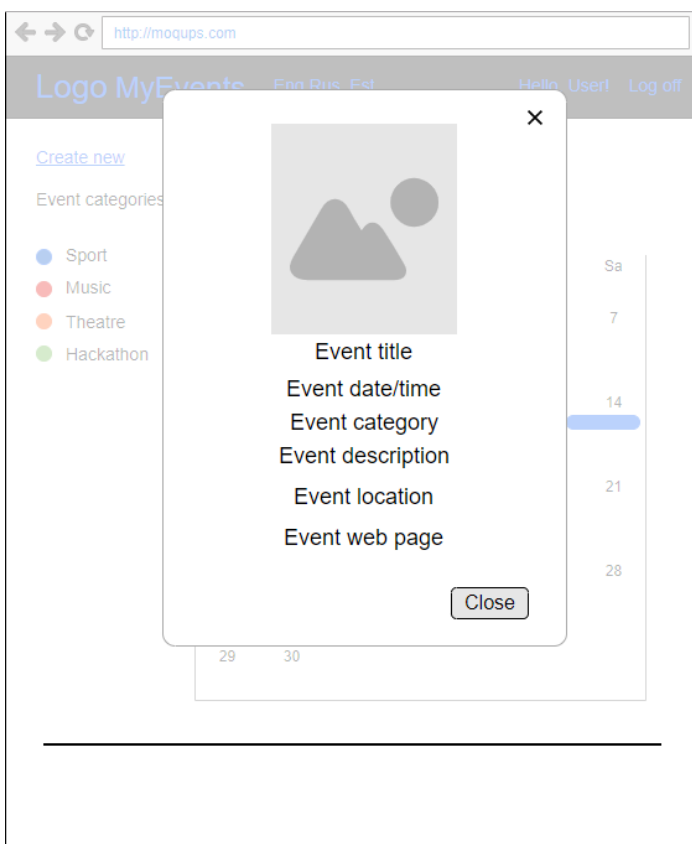 http://moqups.com
Logo MyEvents Eng Rus Est Hello, User! Log off
×
Create new
Event categories
Sport
Music
Theatre
Hackathon
Sa
7
14
21
28
29 30
Event title
Event date/time
Event category
Event description
Event location
Event web page
Close